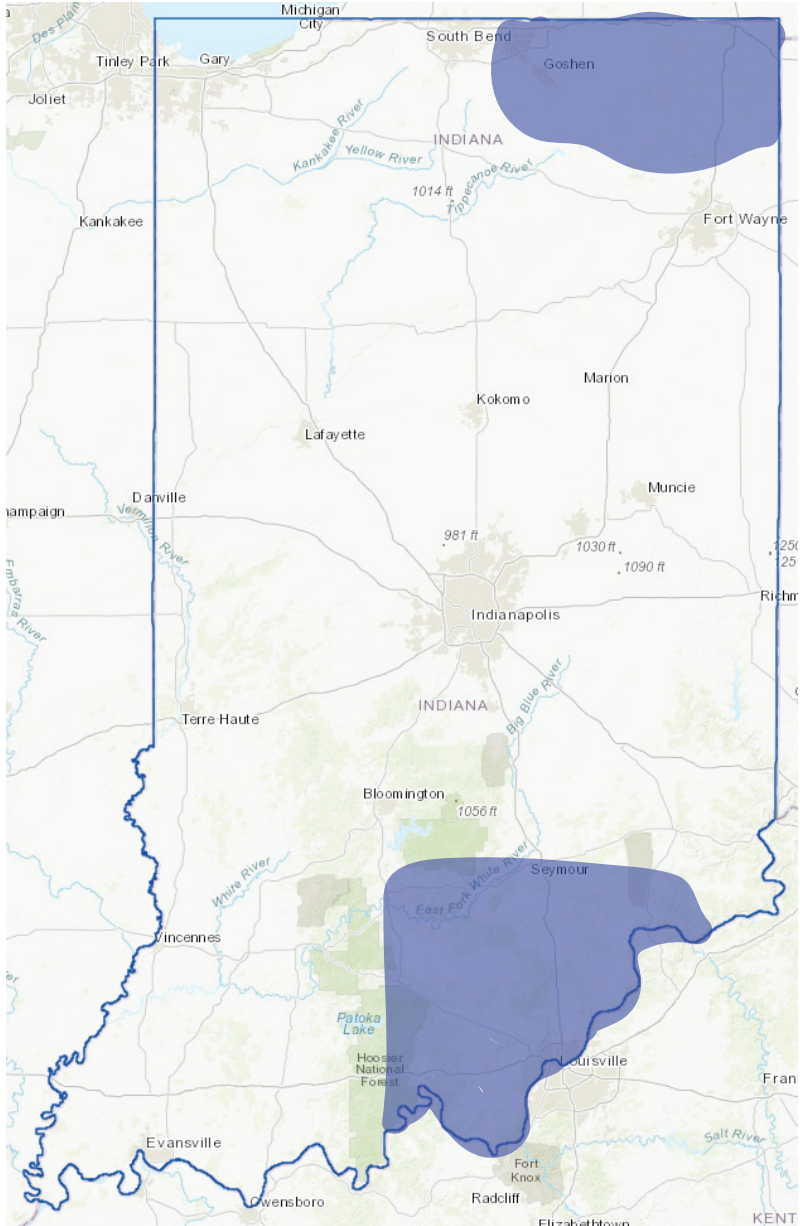 Michigan
City
Des Plain
South Bend
Tinley Park
Gary
Goshen
Joliet
Kankakee River
INDIANA
Yellow River
Tippecanoe River
1014 ft
Kankakee
Fort Wayne
Marion
Kokomo
Lafayette
Muncie
Danville
hampaign
Vermilion River
981 ft
1030 ft
1250
125
1090 ft
Embarras River
Richm
Indianapolis
INDIANA
Big Blue River
Terre Haute
Bloomington
1056 ft
White River
East Fork White River
Seymour
Vincennes
Patoka
Lake
Hoosier
National
Forest
Louisville
Fran
Evansville
Salt River
Fort
Knox
Owensboro
Radcliff
Elizabethtown
KENT